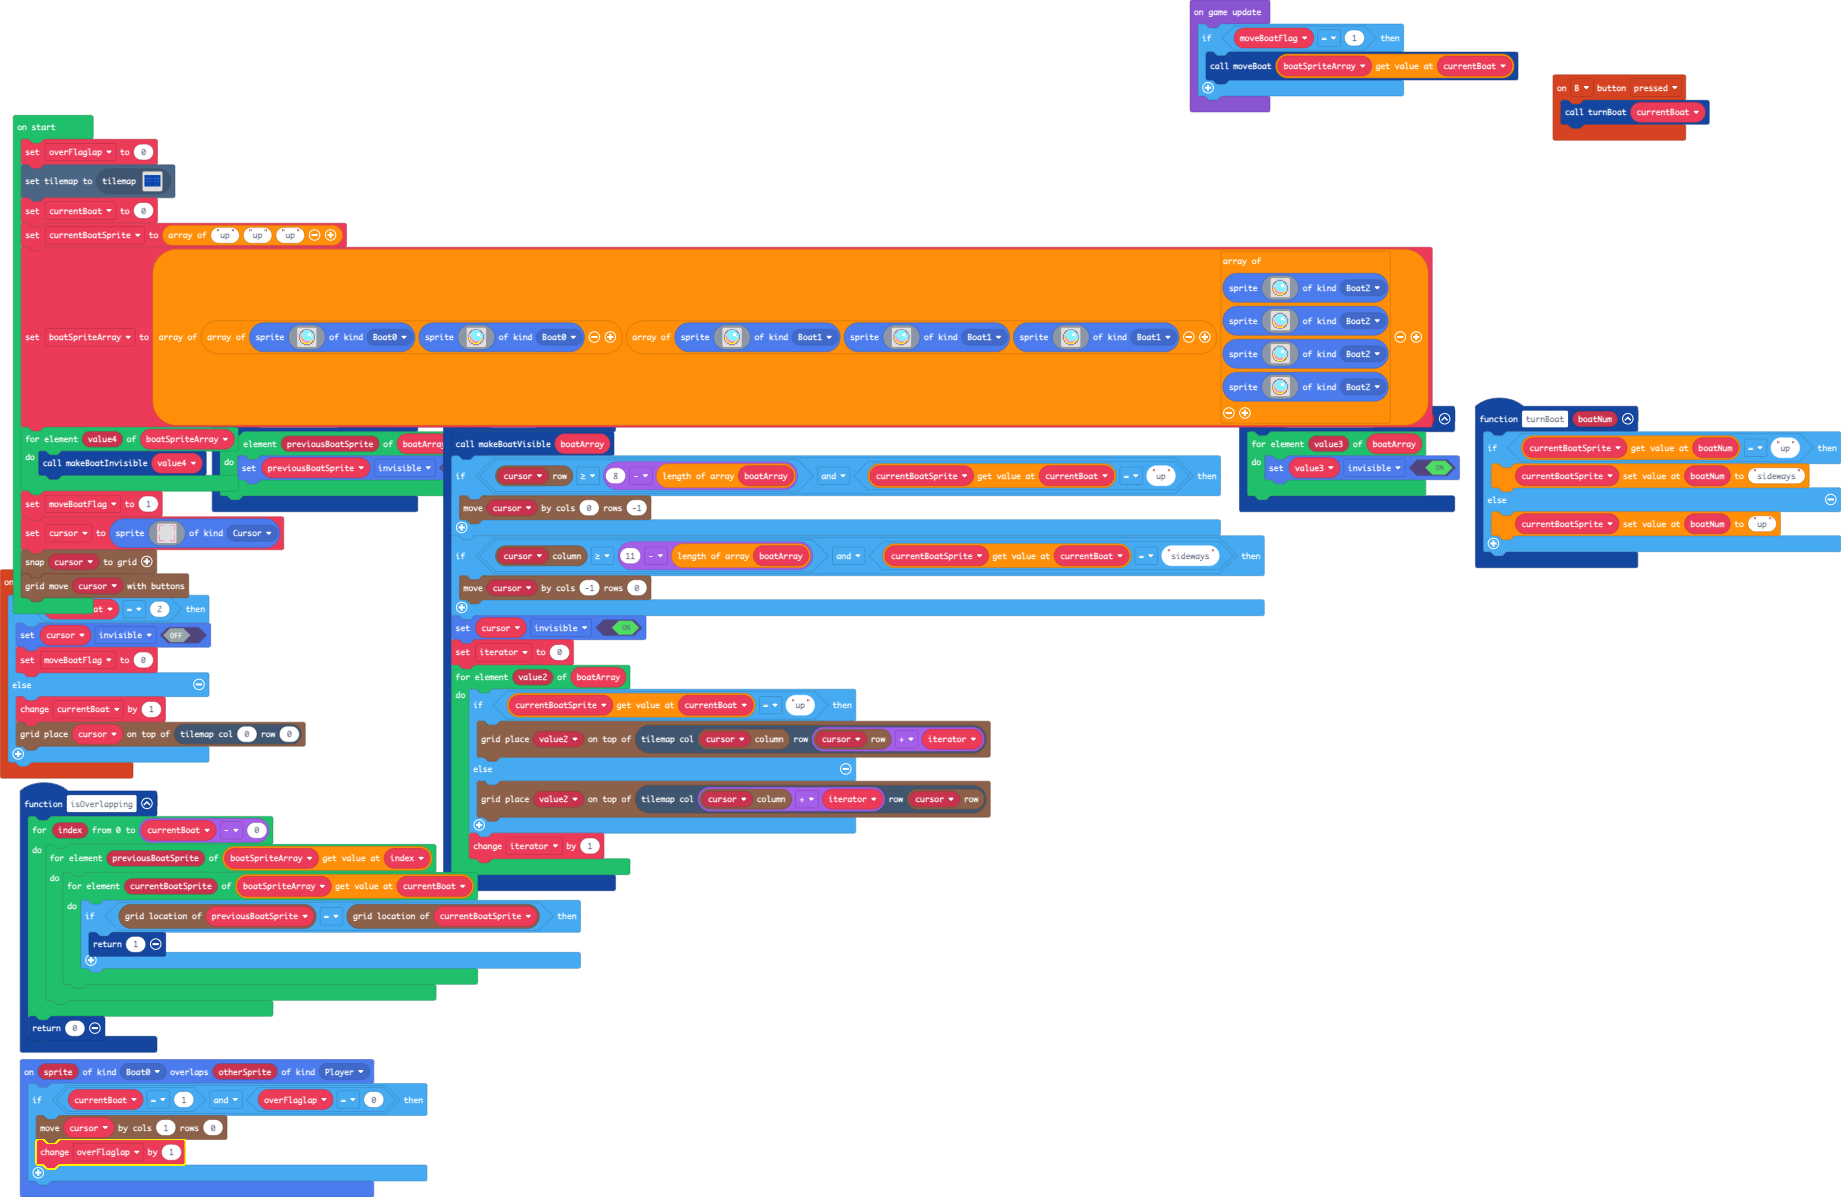 on game update
if moveBoatFlag = 1 then
call moveBoat boatSpriteArray get value at currentBoat
on B button pressed
call turnBoat currentBoat
on start
set overFlaglap to 0
set tilemap to tilemap
set currentBoat to 0
set currentBoatSprite to array of "up" "up" "up"
set boatSpriteArray to array of array of sprite of kind Boat0 sprite of kind Boat0 array of sprite of kind Boat1 sprite of kind Boat1 sprite of kind Boat1 array of
sprite of kind Boat2
sprite of kind Boat2
sprite of kind Boat2
sprite of kind Boat2
for element value4 of boatSpriteArray
do call makeBoatInvisible value4
set moveBoatFlag to 1
set cursor to sprite of kind Cursor
snap cursor to grid
grid move cursor with buttons
element previousBoatSprite of boatArray
do set previousBoatSprite invisible
call makeBoatVisible boatArray
if cursor row ≥ 8 - length of array boatArray and currentBoatSprite get value at currentBoat = "up" then
move cursor by cols 0 rows -1
if cursor column ≥ 11 - length of array boatArray and currentBoatSprite get value at currentBoat = "sideways" then
move cursor by cols -1 rows 0
set cursor invisible ON
set iterator to 0
for element value2 of boatArray
do if currentBoatSprite get value at currentBoat = "up" then
grid place value2 on top of tilemap col cursor column row cursor row + iterator
else
grid place value2 on top of tilemap col cursor column + iterator row cursor row
change iterator by 1
for element value3 of boatArray
do set value3 invisible ON
function turnBoat boatNum
if currentBoatSprite get value at boatNum = "up" then
currentBoatSprite set value at boatNum to "sideways"
else
currentBoatSprite set value at boatNum to "up"
on
at = 2 then
set cursor invisible OFF
set moveBoatFlag to 0
else
change currentBoat by 1
grid place cursor on top of tilemap col 0 row 0
function isOverlapping
for index from 0 to currentBoat - 0
do for element previousBoatSprite of boatSpriteArray get value at index
do for element currentBoatSprite of boatSpriteArray get value at currentBoat
do if grid location of previousBoatSprite = grid location of currentBoatSprite then
return 1
return 0
on sprite of kind Boat0 overlaps otherSprite of kind Player
if currentBoat = 1 and overFlaglap = 0 then
move cursor by cols 1 rows 0
change overFlaglap by 1